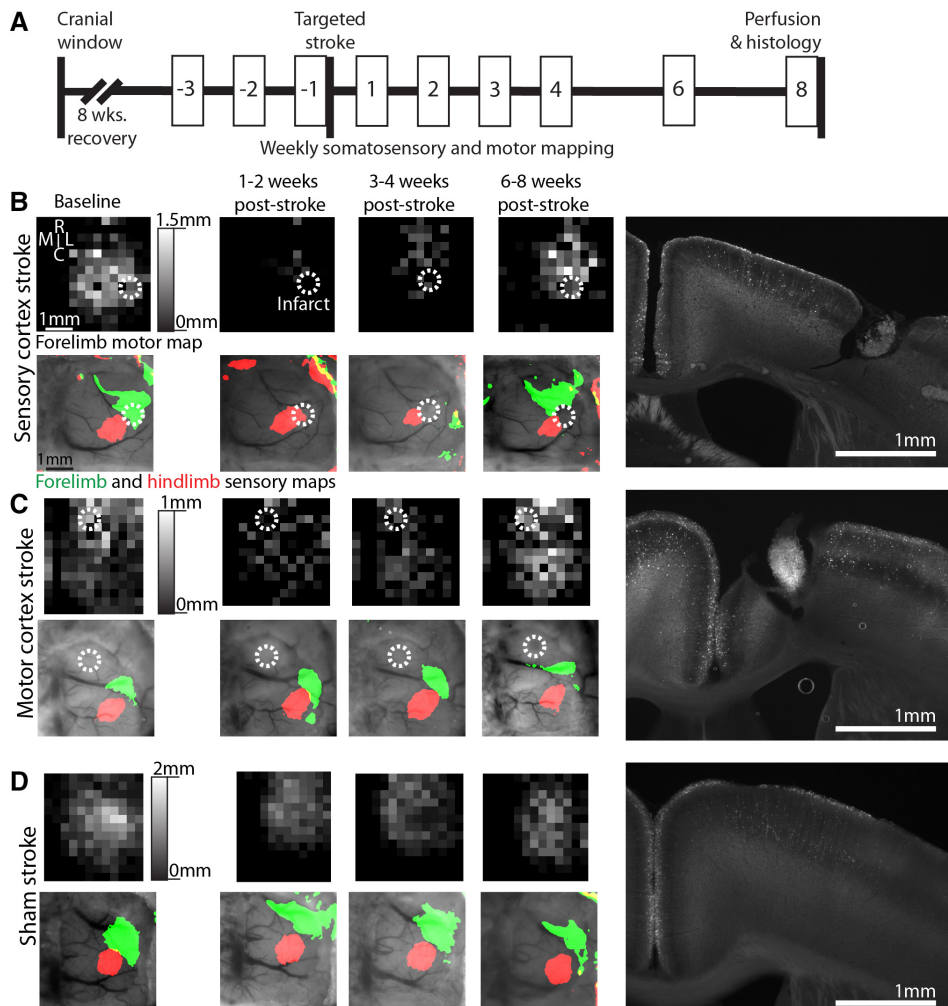 A
Cranial
window
Targeted
stroke
Perfusion
& histology
-3
-2
-1
1
2
3
4
6
8
8 wks.
recovery
Weekly somatosensory and motor mapping
B
Sensory cortex stroke
Baseline
1-2 weeks
post-stroke
3-4 weeks
post-stroke
6-8 weeks
post-stroke
R
M L
C
1.5mm
0mm
1mm
Infarct
Forelimb motor map
1mm
1mm
Forelimb and hindlimb sensory maps
C
Motor cortex stroke
1mm
0mm
1mm
D
Sham stroke
2mm
0mm
1mm